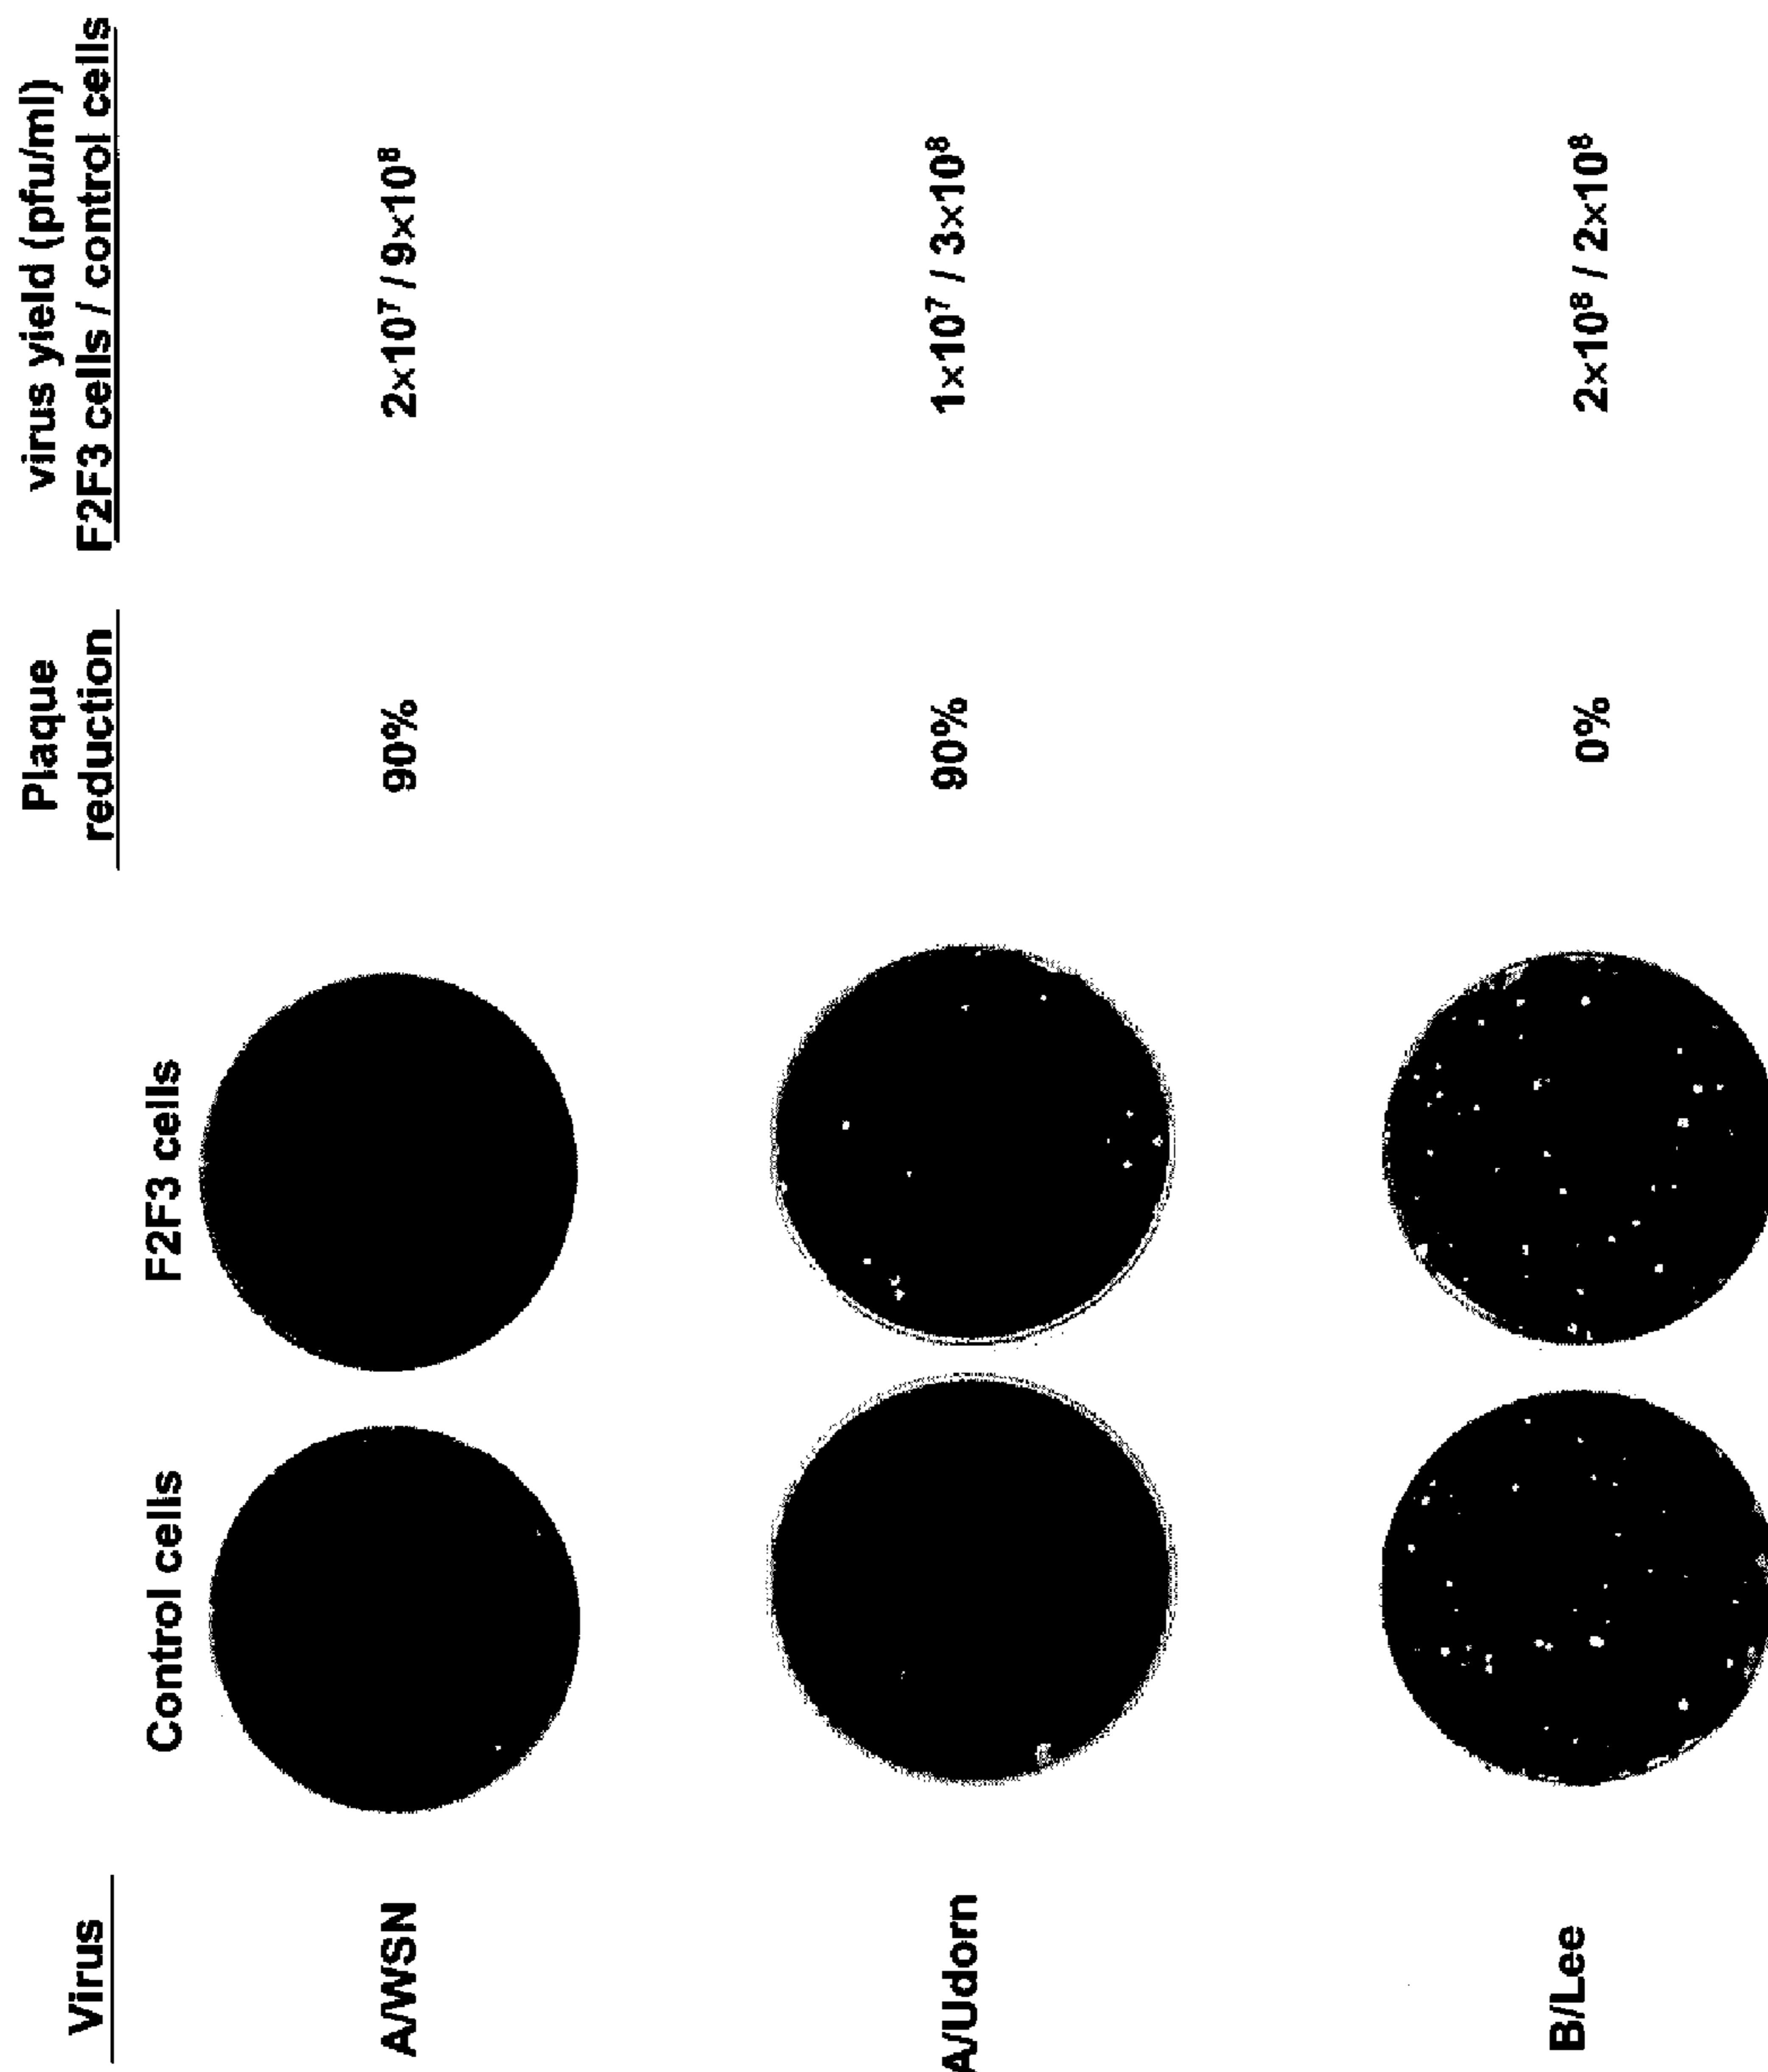 Virus
Control cells
F2F3 cells
Plaque
reduction
virus yield (pfu/ml)
F2F3 cells / control cells
A/WSN
90%
2×10⁷ / 9×10⁸
A/Udorn
90%
1×10⁷ / 3×10⁸
B/Lee
0%
2×10⁸ / 2×10⁸